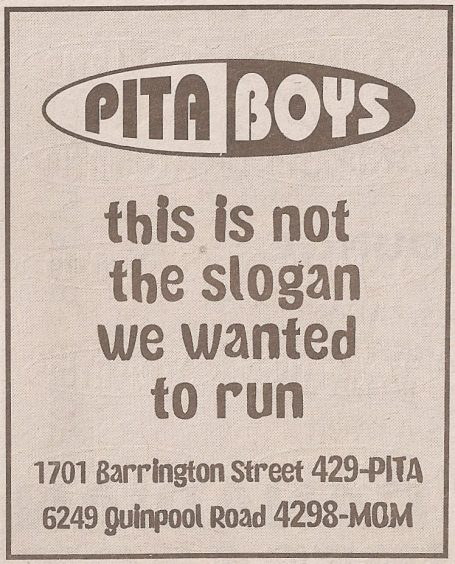 PITA BOYS
this is not
the slogan
we wanted
to run
1701 Barrington Street 429-PITA
6249 Quinpool Road 4298-MOM